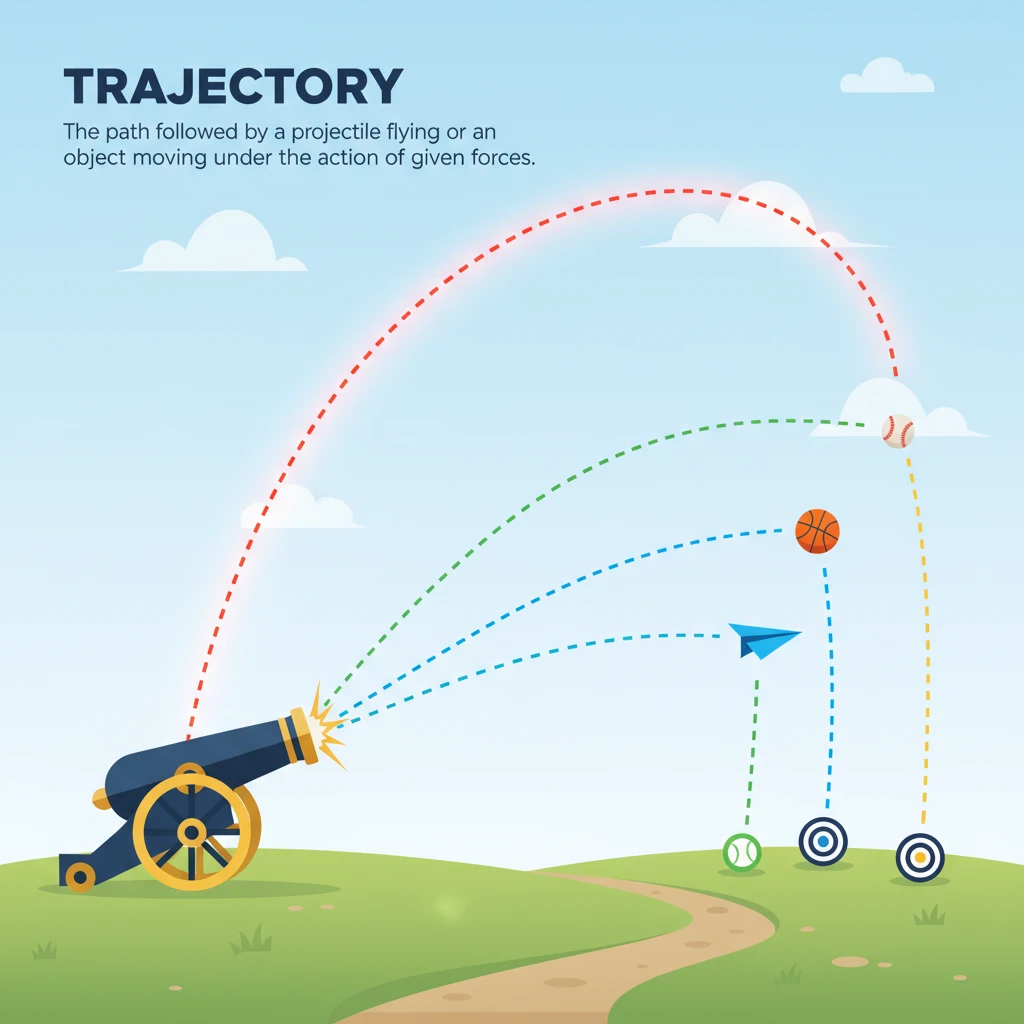 TRAJECTORY
The path followed by a projectile flying or an
object moving under the action of given forces.